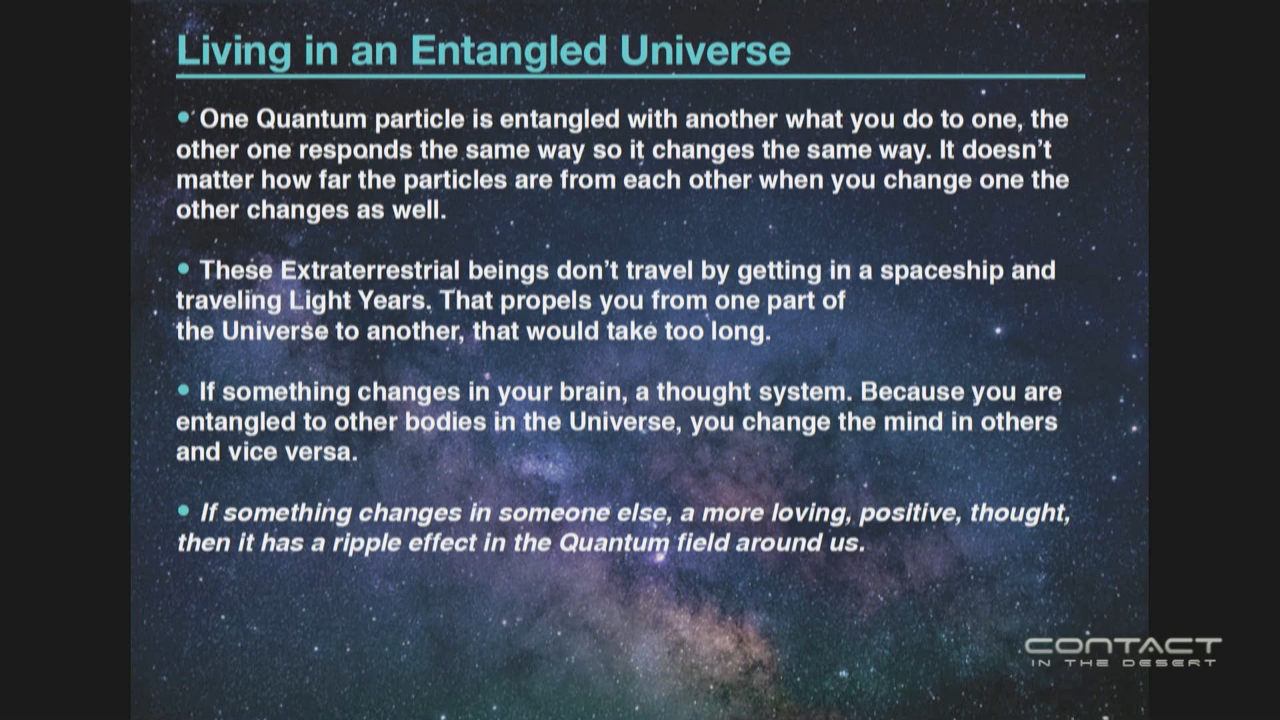 Living in an Entangled Universe
• One Quantum particle is entangled with another what you do to one, the
other one responds the same way so it changes the same way. It doesn't
matter how far the particles are from each other when you change one the
other changes as well.
• These Extraterrestrial beings don't travel by getting in a spaceship and
traveling Light Years. That propels you from one part of
the Universe to another, that would take too long.
• If something changes in your brain, a thought system. Because you are
entangled to other bodies in the Universe, you change the mind in others
and vice versa.
• If something changes in someone else, a more loving, positive, thought,
then it has a ripple effect in the Quantum field around us.
CONTACT
IN THE DESERT